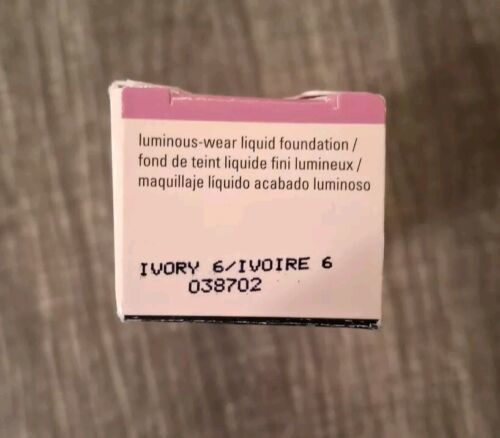 luminous-wear liquid foundation /
fond de teint liquide fini lumineux /
maquillaje líquido acabado luminoso
IVORY 6/IVOIRE 6
038702